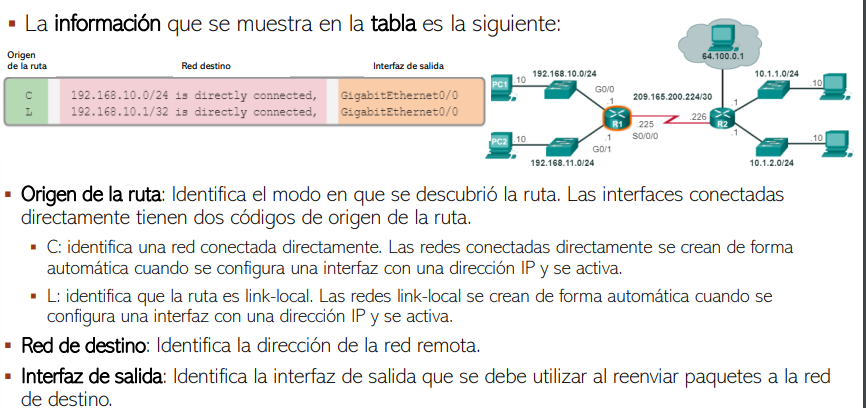 ▪ La información que se muestra en la tabla es la siguiente:
Origen
de la ruta
Red destino
Interfaz de salida
C 192.168.10.0/24 is directly connected, GigabitEthernet0/0
L 192.168.10.1/32 is directly connected, GigabitEthernet0/0
64.100.0.1
PC1
.10
192.168.10.0/24
G0/0
.1
R1
209.165.200.224/30
.225
S0/0/0
.226
R2
.1
10.1.1.0/24
.10
PC2
.10
192.168.11.0/24
.1
G0/1
.1
10.1.2.0/24
.10
▪ Origen de la ruta: Identifica el modo en que se descubrió la ruta. Las interfaces conectadas
directamente tienen dos códigos de origen de la ruta.
▪ C: identifica una red conectada directamente. Las redes conectadas directamente se crean de forma
automática cuando se configura una interfaz con una dirección IP y se activa.
▪ L: identifica que la ruta es link-local. Las redes link-local se crean de forma automática cuando se
configura una interfaz con una dirección IP y se activa.
▪ Red de destino: Identifica la dirección de la red remota.
▪ Interfaz de salida: Identifica la interfaz de salida que se debe utilizar al reenviar paquetes a la red
de destino.